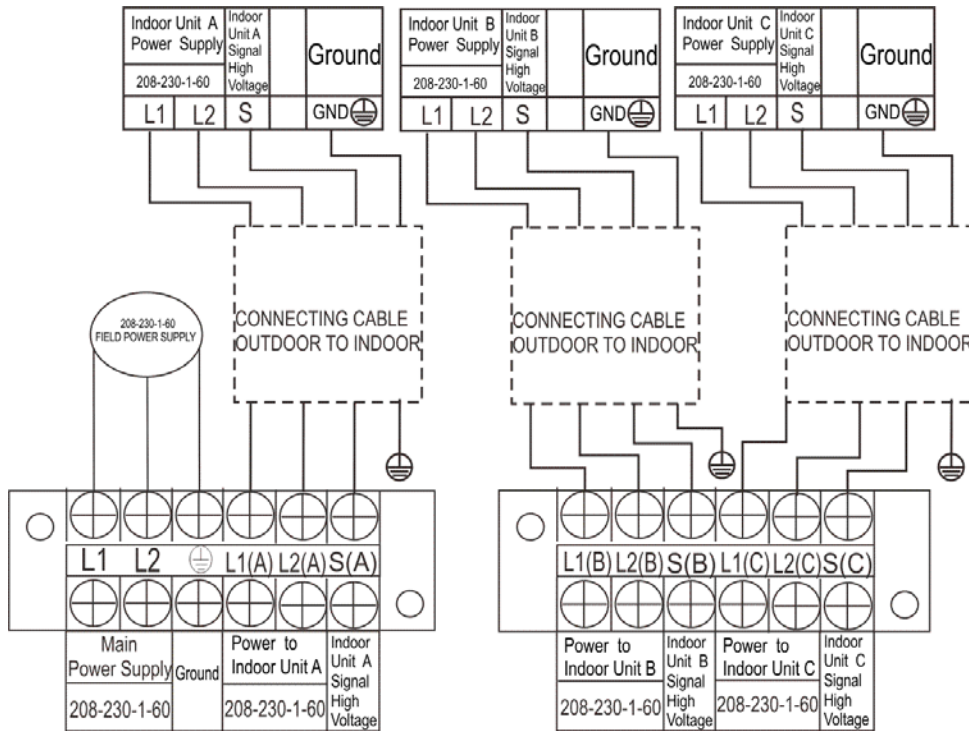 Indoor Unit A
Power Supply
208-230-1-60
Indoor
Unit A
Signal
High
Voltage
Ground
L1
L2
S
GND
Indoor Unit B
Power Supply
208-230-1-60
Indoor
Unit B
Signal
High
Voltage
Ground
L1
L2
S
GND
Indoor Unit C
Power Supply
208-230-1-60
Indoor
Unit C
Signal
High
Voltage
Ground
L1
L2
S
GND
208-230-1-60
FIELD POWER SUPPLY
CONNECTING CABLE
OUTDOOR TO INDOOR
CONNECTING CABLE
OUTDOOR TO INDOOR
CONNECTING CABLE
OUTDOOR TO INDOOR
L1
L2
L1(A)
L2(A)
S(A)
L1(B)
L2(B)
S(B)
L1(C)
L2(C)
S(C)
Main
Power Supply
208-230-1-60
Ground
Power to
Indoor Unit A
208-230-1-60
Indoor
Unit A
Signal
High
Voltage
Power to
Indoor Unit B
208-230-1-60
Indoor
Unit B
Signal
High
Voltage
Power to
Indoor Unit C
208-230-1-60
Indoor
Unit C
Signal
High
Voltage